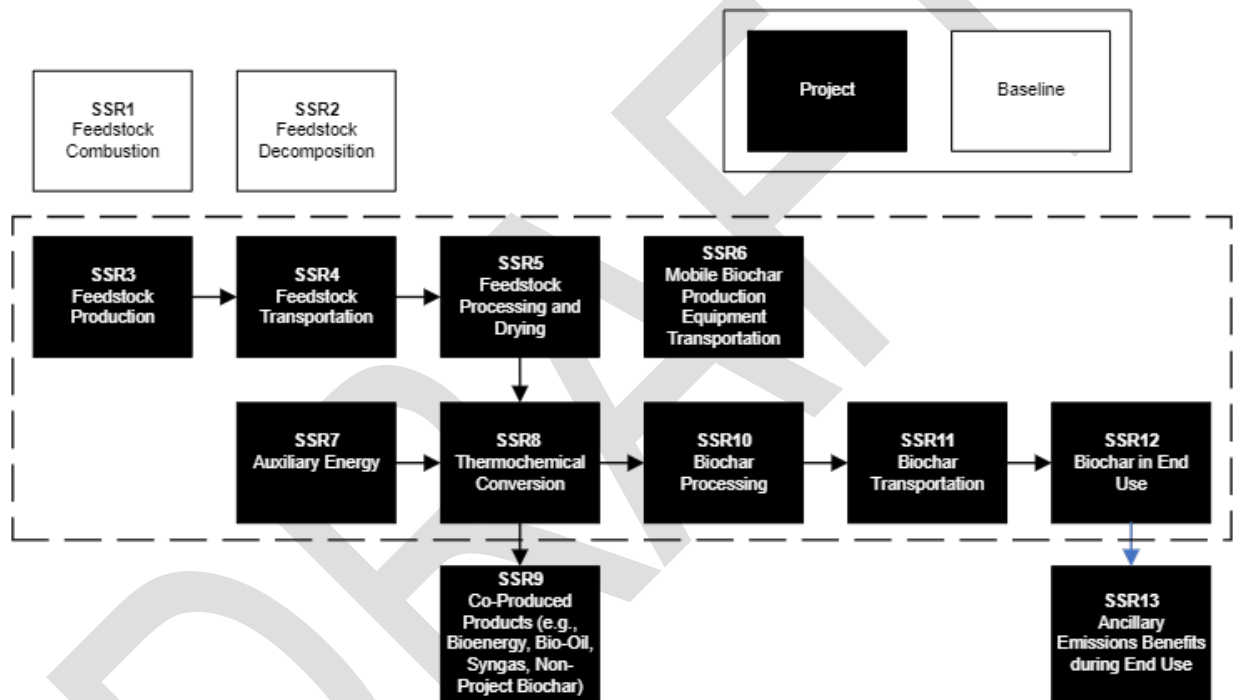 Project
Baseline
SSR1
Feedstock
Combustion
SSR2
Feedstock
Decomposition
SSR3
Feedstock
Production
SSR4
Feedstock
Transportation
SSR5
Feedstock
Processing and
Drying
SSR6
Mobile Biochar
Production
Equipment
Transportation
SSR7
Auxiliary Energy
SSR8
Thermochemical
Conversion
SSR10
Biochar
Processing
SSR11
Biochar
Transportation
SSR12
Biochar in End
Use
SSR9
Co-Produced
Products (e.g.,
Bioenergy, Bio-Oil,
Syngas, Non-
Project Biochar)
SSR13
Ancillary
Emissions Benefits
during End Use
DRAFT